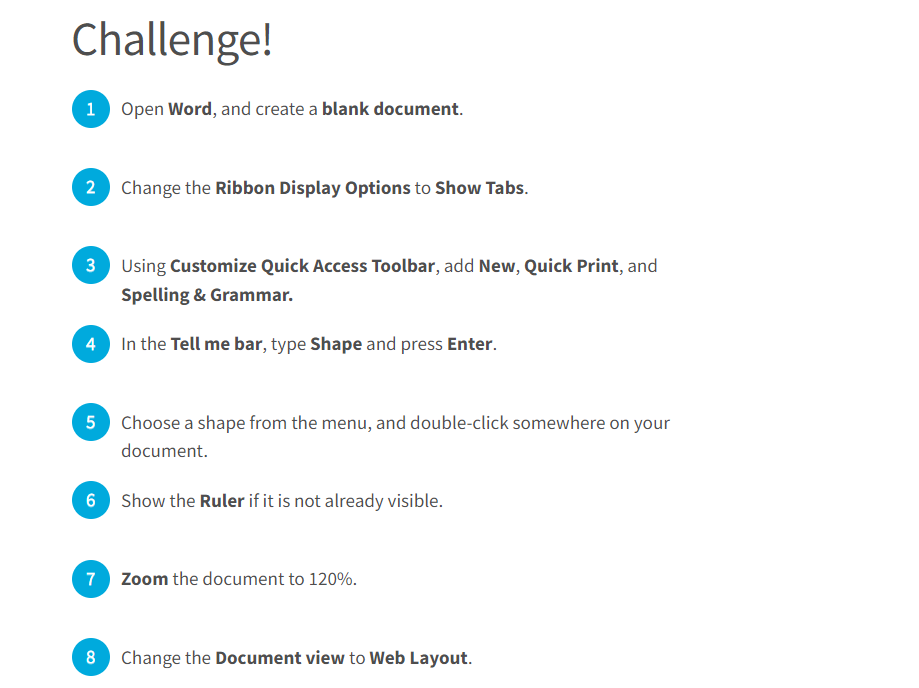 Challenge!
1 Open Word, and create a blank document.
2 Change the Ribbon Display Options to Show Tabs.
3 Using Customize Quick Access Toolbar, add New, Quick Print, and
Spelling & Grammar.
4 In the Tell me bar, type Shape and press Enter.
5 Choose a shape from the menu, and double-click somewhere on your
document.
6 Show the Ruler if it is not already visible.
7 Zoom the document to 120%.
8 Change the Document view to Web Layout.